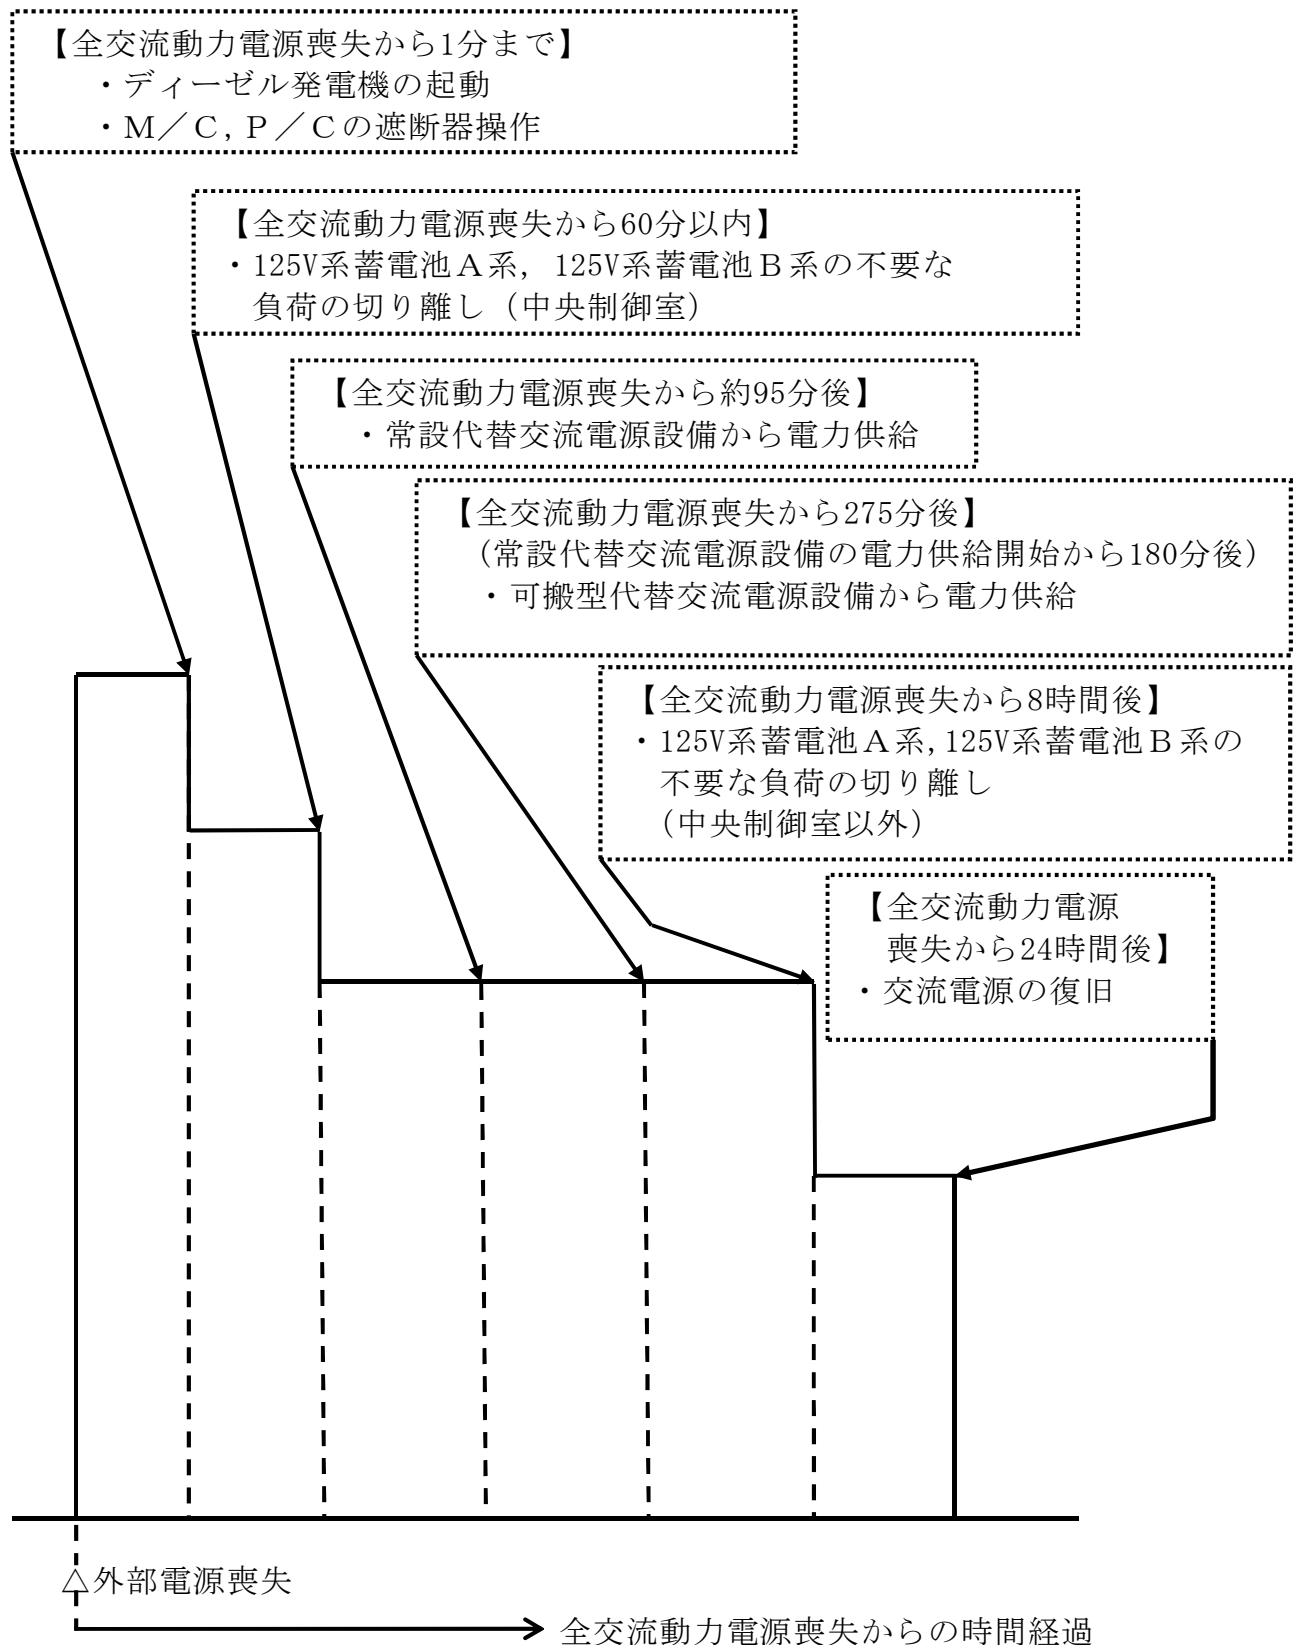 【全交流動力電源喪失から1分まで】
・ディーゼル発電機の起動
・M／C，P／Cの遮断器操作
【全交流動力電源喪失から60分以内】
・125V系蓄電池A系，125V系蓄電池B系の不要な
負荷の切り離し（中央制御室）
【全交流動力電源喪失から約95分後】
・常設代替交流電源設備から電力供給
【全交流動力電源喪失から275分後】
（常設代替交流電源設備の電力供給開始から180分後）
・可搬型代替交流電源設備から電力供給
【全交流動力電源喪失から8時間後】
・125V系蓄電池A系，125V系蓄電池B系の
不要な負荷の切り離し
（中央制御室以外）
【全交流動力電源
喪失から24時間後】
・交流電源の復旧
△外部電源喪失
全交流動力電源喪失からの時間経過